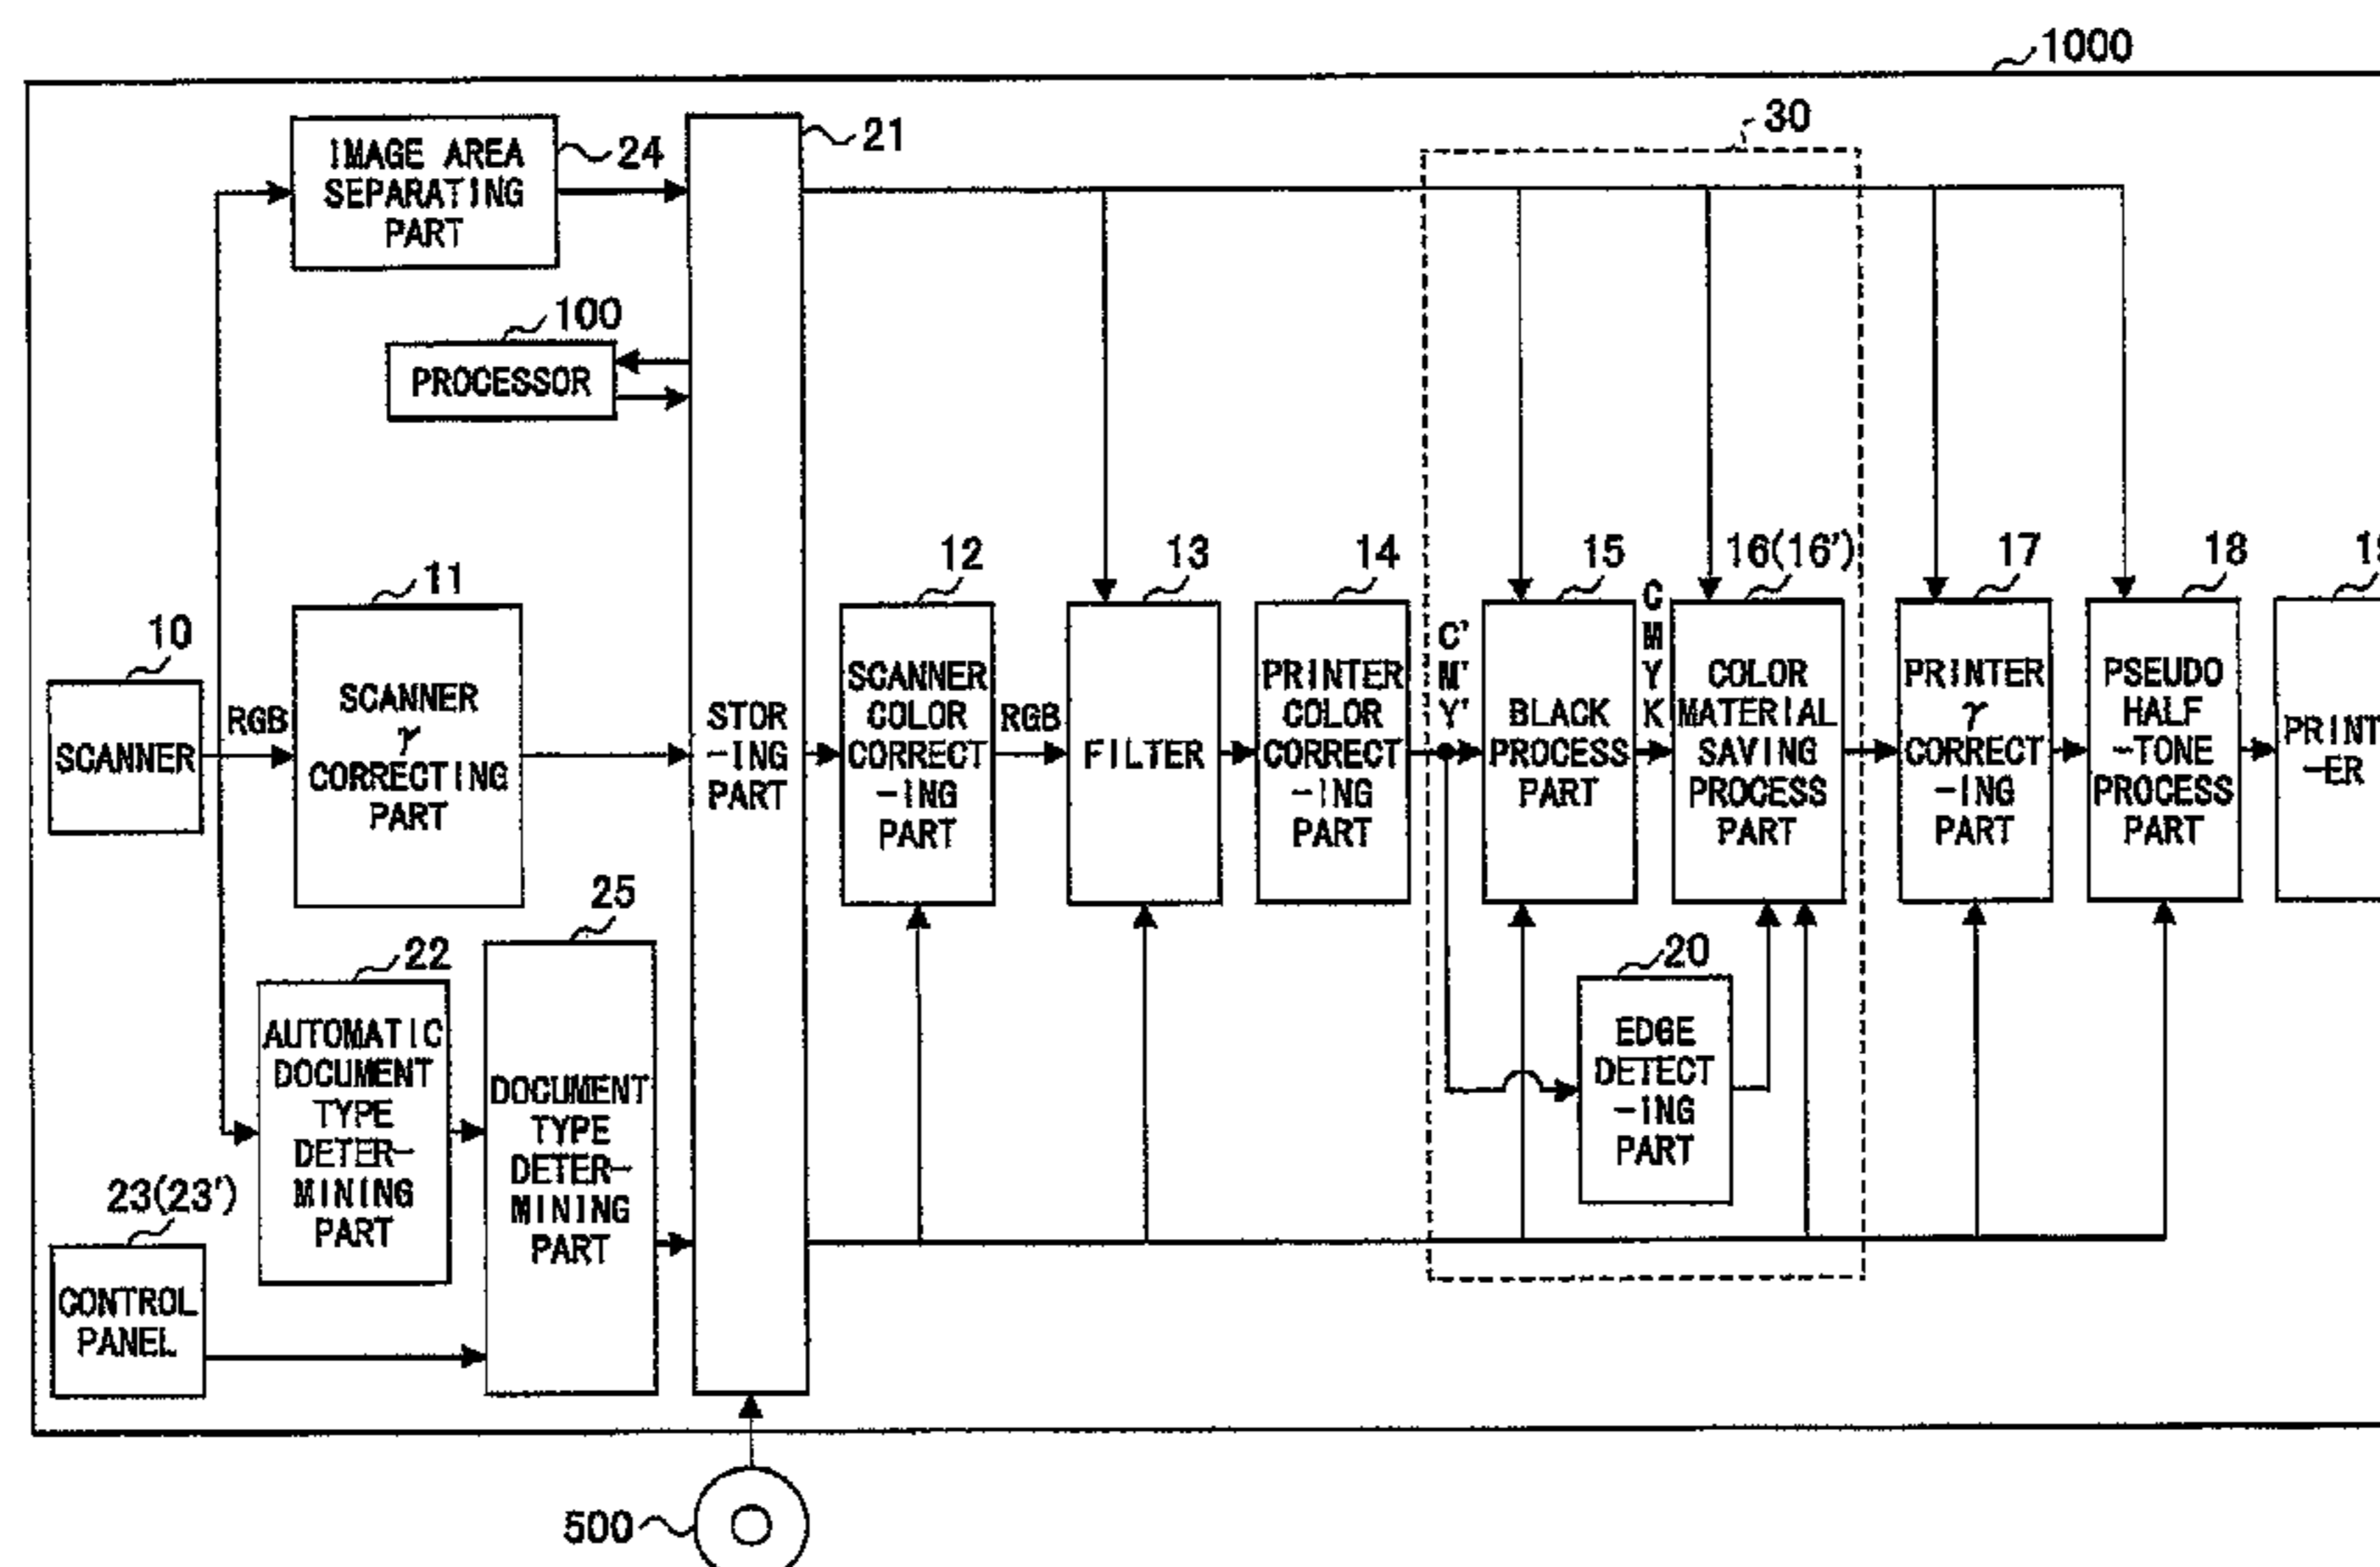 1000
30
21
24
IMAGE AREA
SEPARATING
PART
100
PROCESSOR
10
SCANNER
RGB
11
SCANNER
γ
CORRECTING
PART
22
AUTOMATIC
DOCUMENT
TYPE
DETER-
MINING
PART
23(23')
CONTROL
PANEL
25
DOCUMENT
TYPE
DETER-
MINING
PART
STOR
-ING
PART
12
SCANNER
COLOR
CORRECT
-ING
PART
RGB
13
FILTER
14
PRINTER
COLOR
CORRECT
-ING
PART
C'
M'
Y'
15
BLACK
PROCESS
PART
C
M
Y
K
16(16')
COLOR
MATERIAL
SAVING
PROCESS
PART
20
EDGE
DETECT
-ING
PART
17
PRINTER
γ
CORRECT
-ING
PART
18
PSEUDO
HALF
-TONE
PROCESS
PART
PRINT
-ER
500